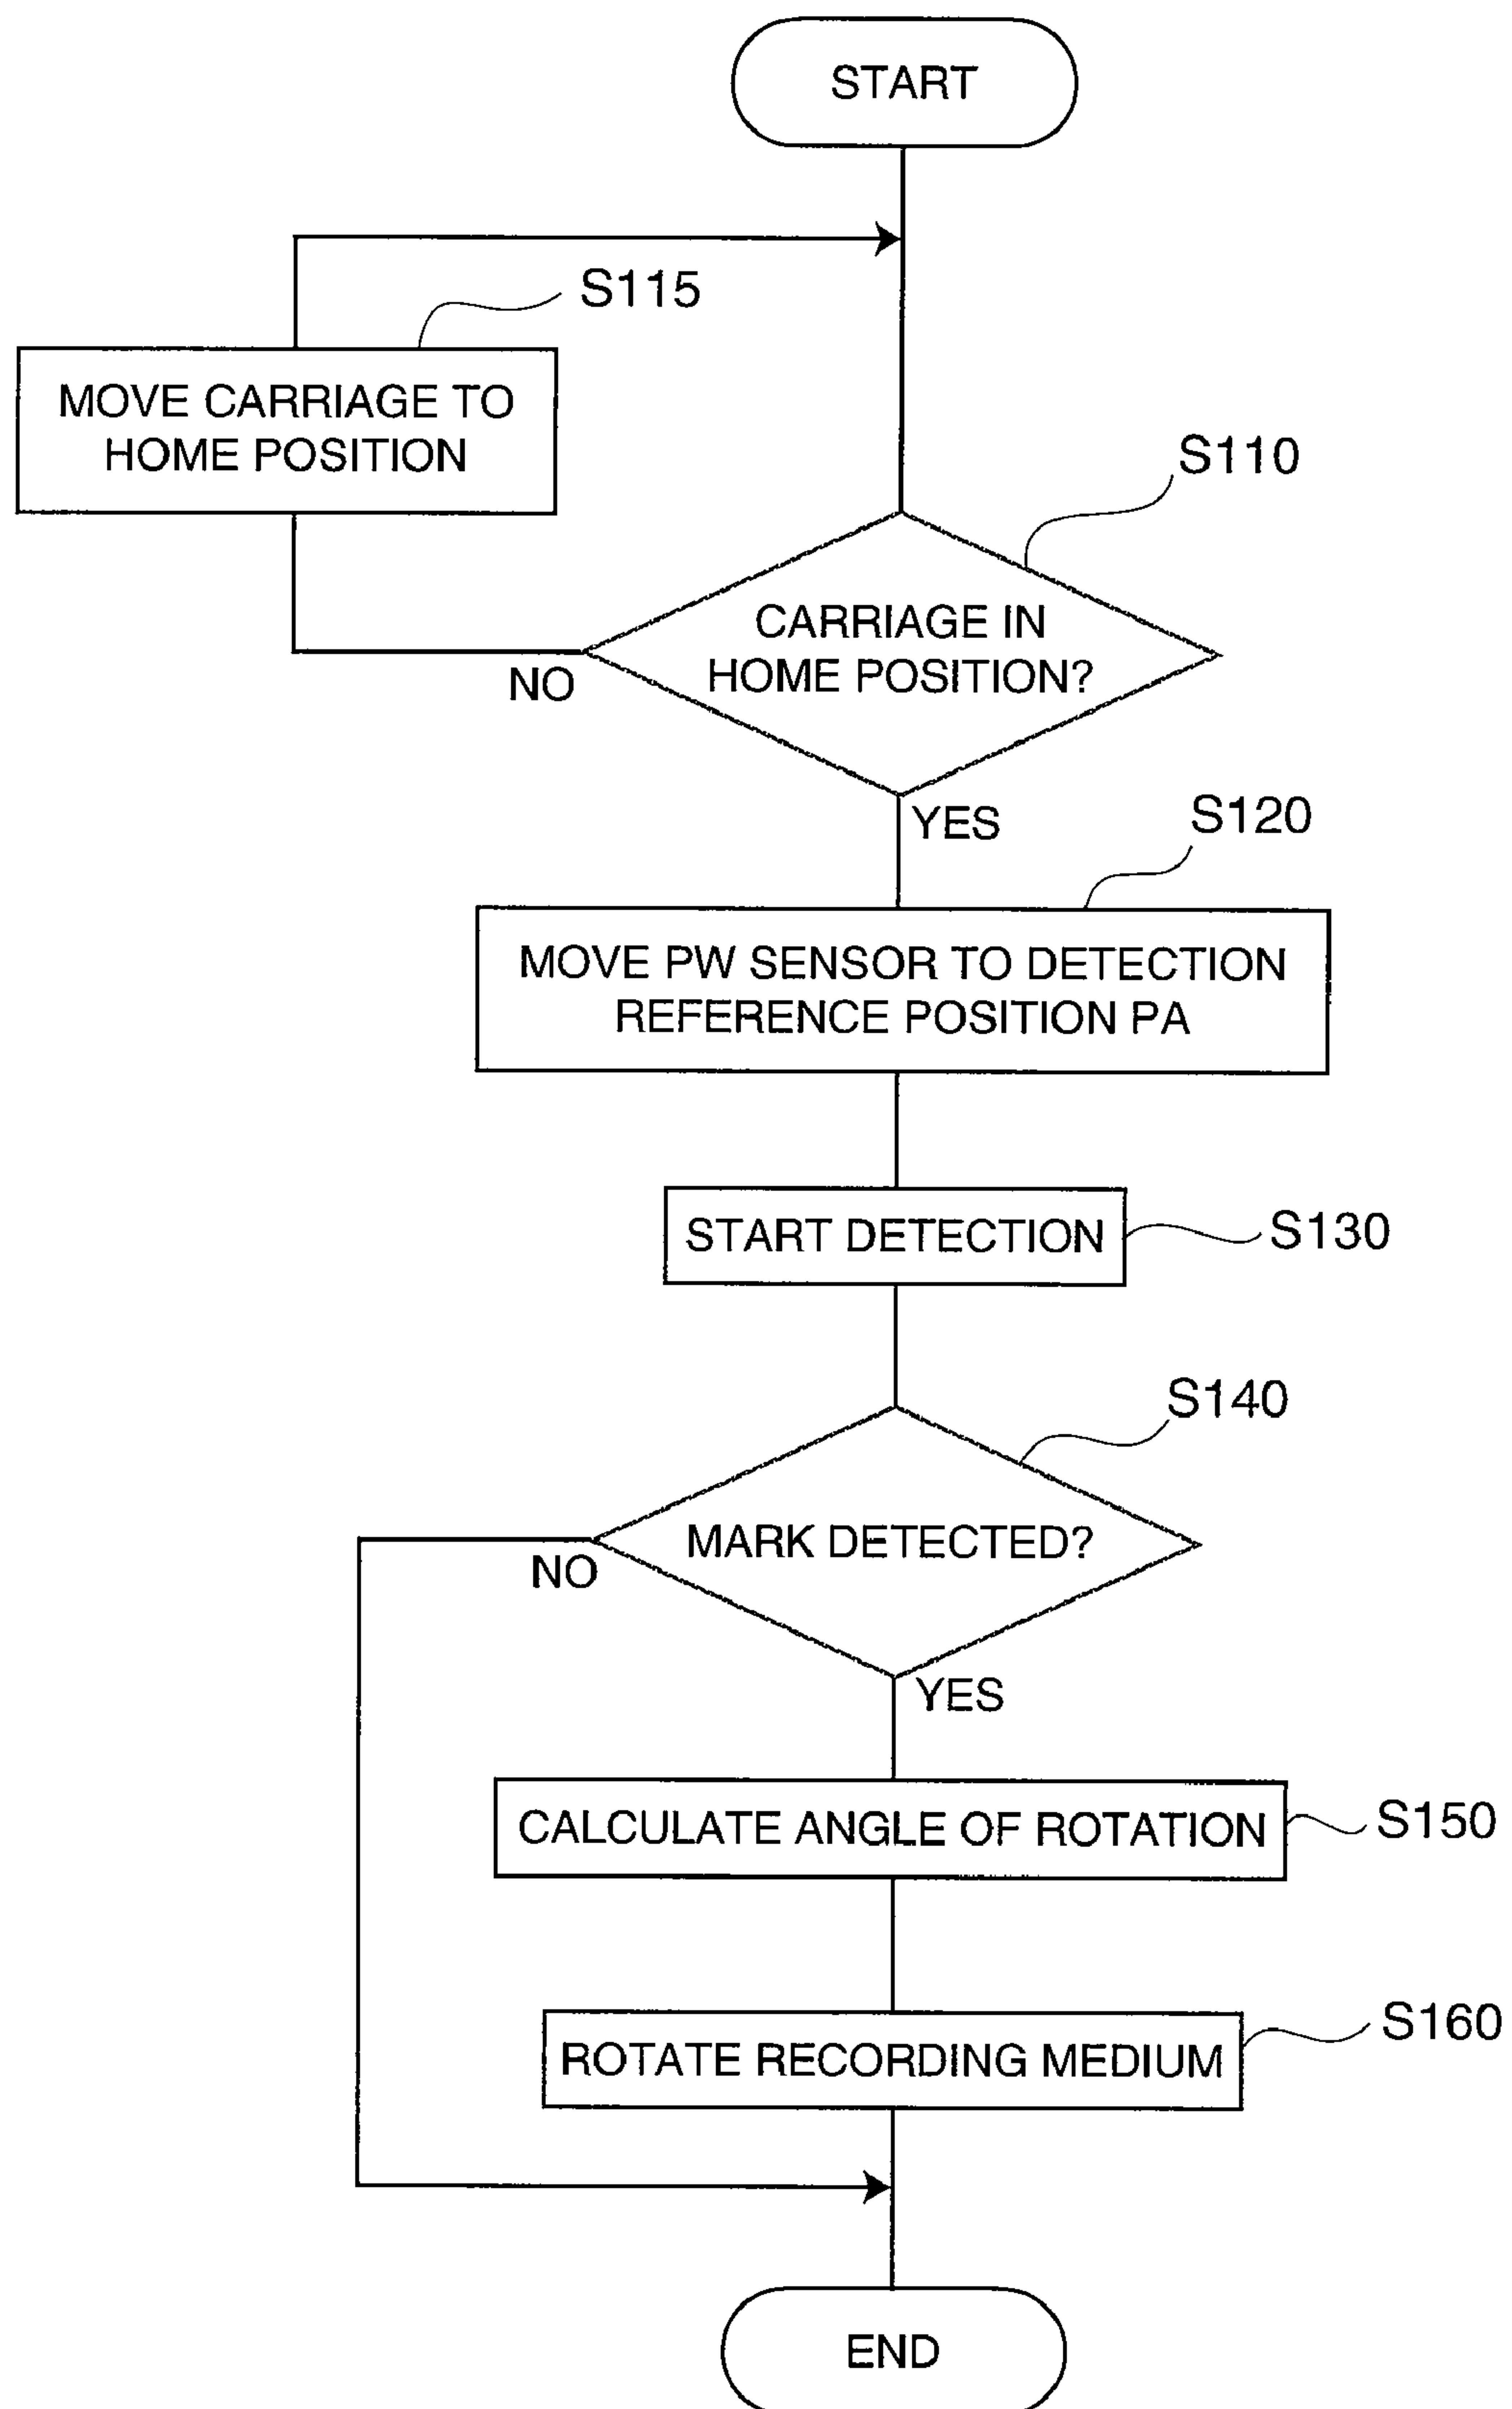 START
S115
MOVE CARRIAGE TO
HOME POSITION
S110
CARRIAGE IN
HOME POSITION?
NO
YES
S120
MOVE PW SENSOR TO DETECTION
REFERENCE POSITION PA
START DETECTION
S130
S140
MARK DETECTED?
NO
YES
CALCULATE ANGLE OF ROTATION
S150
ROTATE RECORDING MEDIUM
S160
END